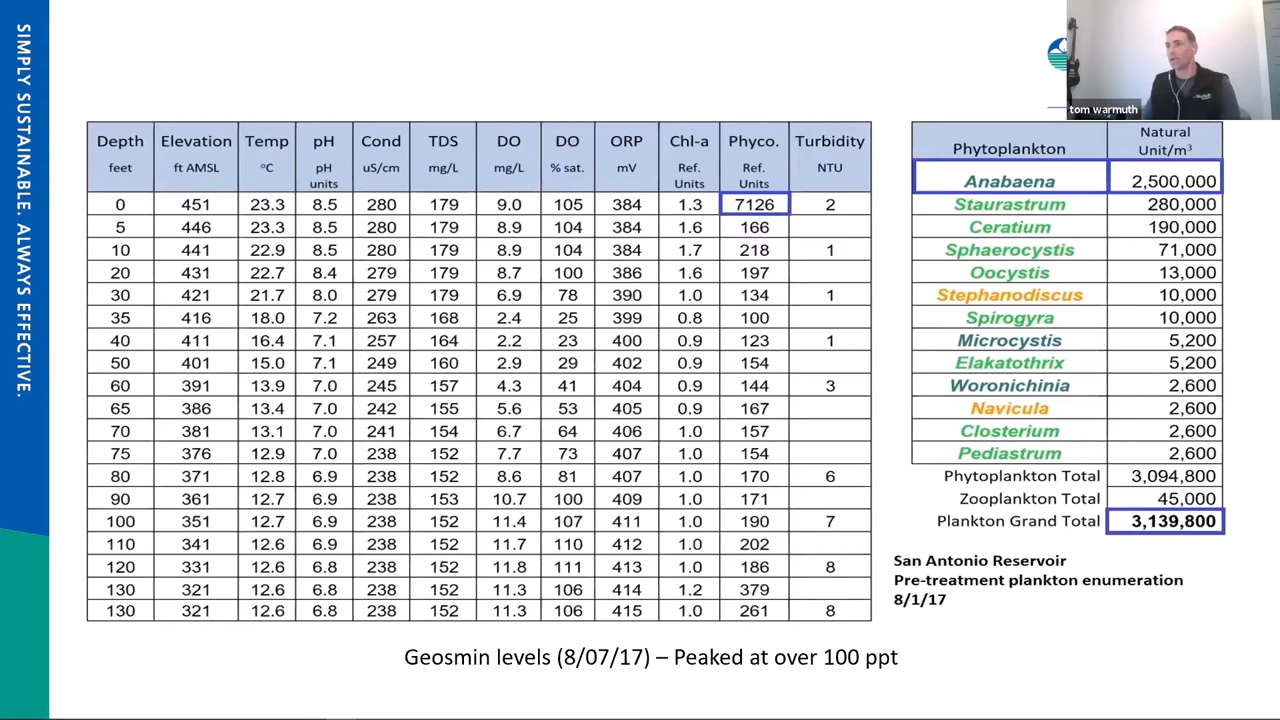 SIMPLY SUSTAINABLE. ALWAYS EFFECTIVE.
tom warmuth
Depth Elevation Temp pH Cond TDS DO DO ORP Chl-a Phyco. Turbidity
feet ft AMSL °C pH units uS/cm mg/L mg/L % sat. mV Ref. Units Ref. Units NTU
0 451 23.3 8.5 280 179 9.0 105 384 1.3 7126 2
5 446 23.3 8.5 280 179 8.9 104 384 1.6 166
10 441 22.9 8.5 280 179 8.9 104 384 1.7 218 1
20 431 22.7 8.4 279 179 8.7 100 386 1.6 197
30 421 21.7 8.0 279 179 6.9 78 390 1.0 134 1
35 416 18.0 7.2 263 168 2.4 25 399 0.8 100
40 411 16.4 7.1 257 164 2.2 23 400 0.9 123 1
50 401 15.0 7.1 249 160 2.9 29 402 0.9 154
60 391 13.9 7.0 245 157 4.3 41 404 0.9 144 3
65 386 13.4 7.0 242 155 5.6 53 405 0.9 167
70 381 13.1 7.0 241 154 6.7 64 406 1.0 157
75 376 12.9 7.0 238 152 7.7 73 407 1.0 154
80 371 12.8 6.9 238 152 8.6 81 407 1.0 170 6
90 361 12.7 6.9 238 153 10.7 100 409 1.0 171
100 351 12.7 6.9 238 152 11.4 107 411 1.0 190 7
110 341 12.6 6.9 238 152 11.7 110 412 1.0 202
120 331 12.6 6.8 238 152 11.8 111 413 1.0 186 8
130 321 12.6 6.8 238 152 11.3 106 414 1.2 379
130 321 12.6 6.8 238 152 11.3 106 415 1.0 261 8
Phytoplankton Natural Unit/m³
Anabaena 2,500,000
Staurastrum 280,000
Ceratium 190,000
Sphaerocystis 71,000
Oocystis 13,000
Stephanodiscus 10,000
Spirogyra 10,000
Microcystis 5,200
Elakatothrix 5,200
Woronichinia 2,600
Navicula 2,600
Closterium 2,600
Pediastrum 2,600
Phytoplankton Total 3,094,800
Zooplankton Total 45,000
Plankton Grand Total 3,139,800
San Antonio Reservoir
Pre-treatment plankton enumeration
8/1/17
Geosmin levels (8/07/17) – Peaked at over 100 ppt